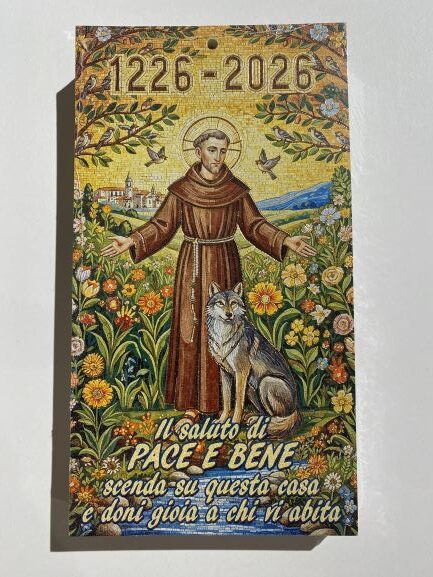 1226-2026
Il saluto di
PACE E BENE
scenda su questa casa
e doni gioia a chi vi abita